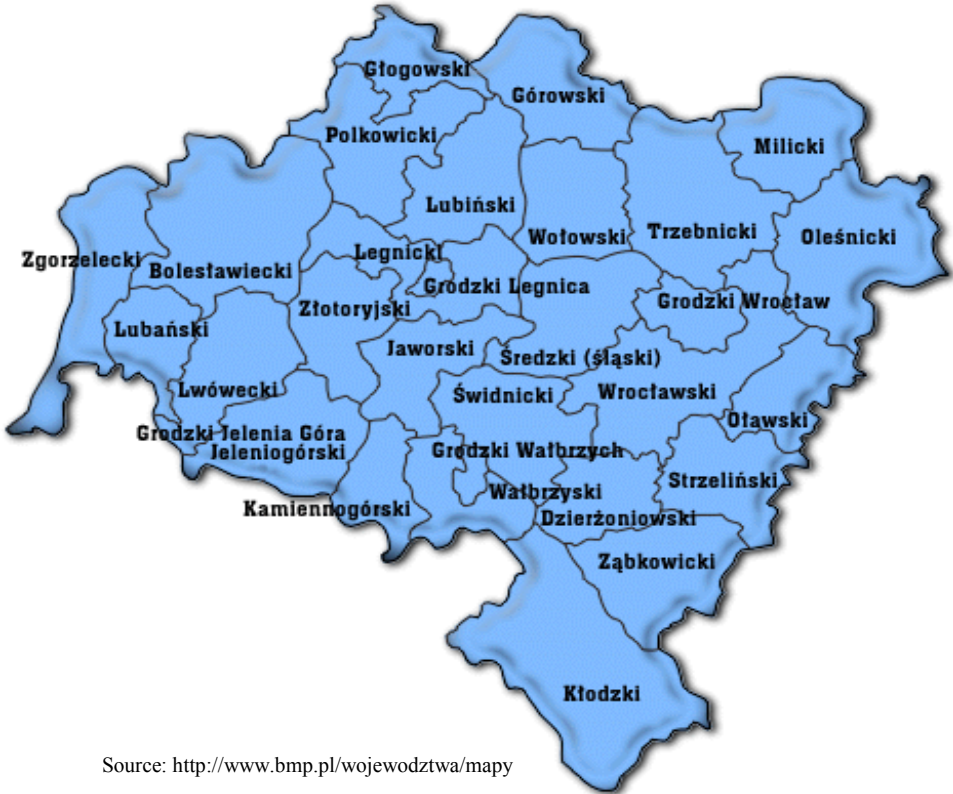 Głogowski
Górowski
Polkowicki
Milicki
Lubiński
Wołowski
Trzebnicki
Oleśnicki
Zgorzelecki
Bolesławiecki
Legnicki
Grodzki Legnica
Złotoryjski
Grodzki Wrocław
Lubański
Jaworski
Średzki (śląski)
Lwówecki
Świdnicki
Wrocławski
Oławski
Grodzki Jelenia Góra
Jeleniogórski
Grodzki Wałbrzych
Strzeliński
Wałbrzyski
Kamiennogórski
Dzierżoniowski
Ząbkowicki
Kłodzki
Source: http://www.bmp.pl/wojewodztwa/mapy